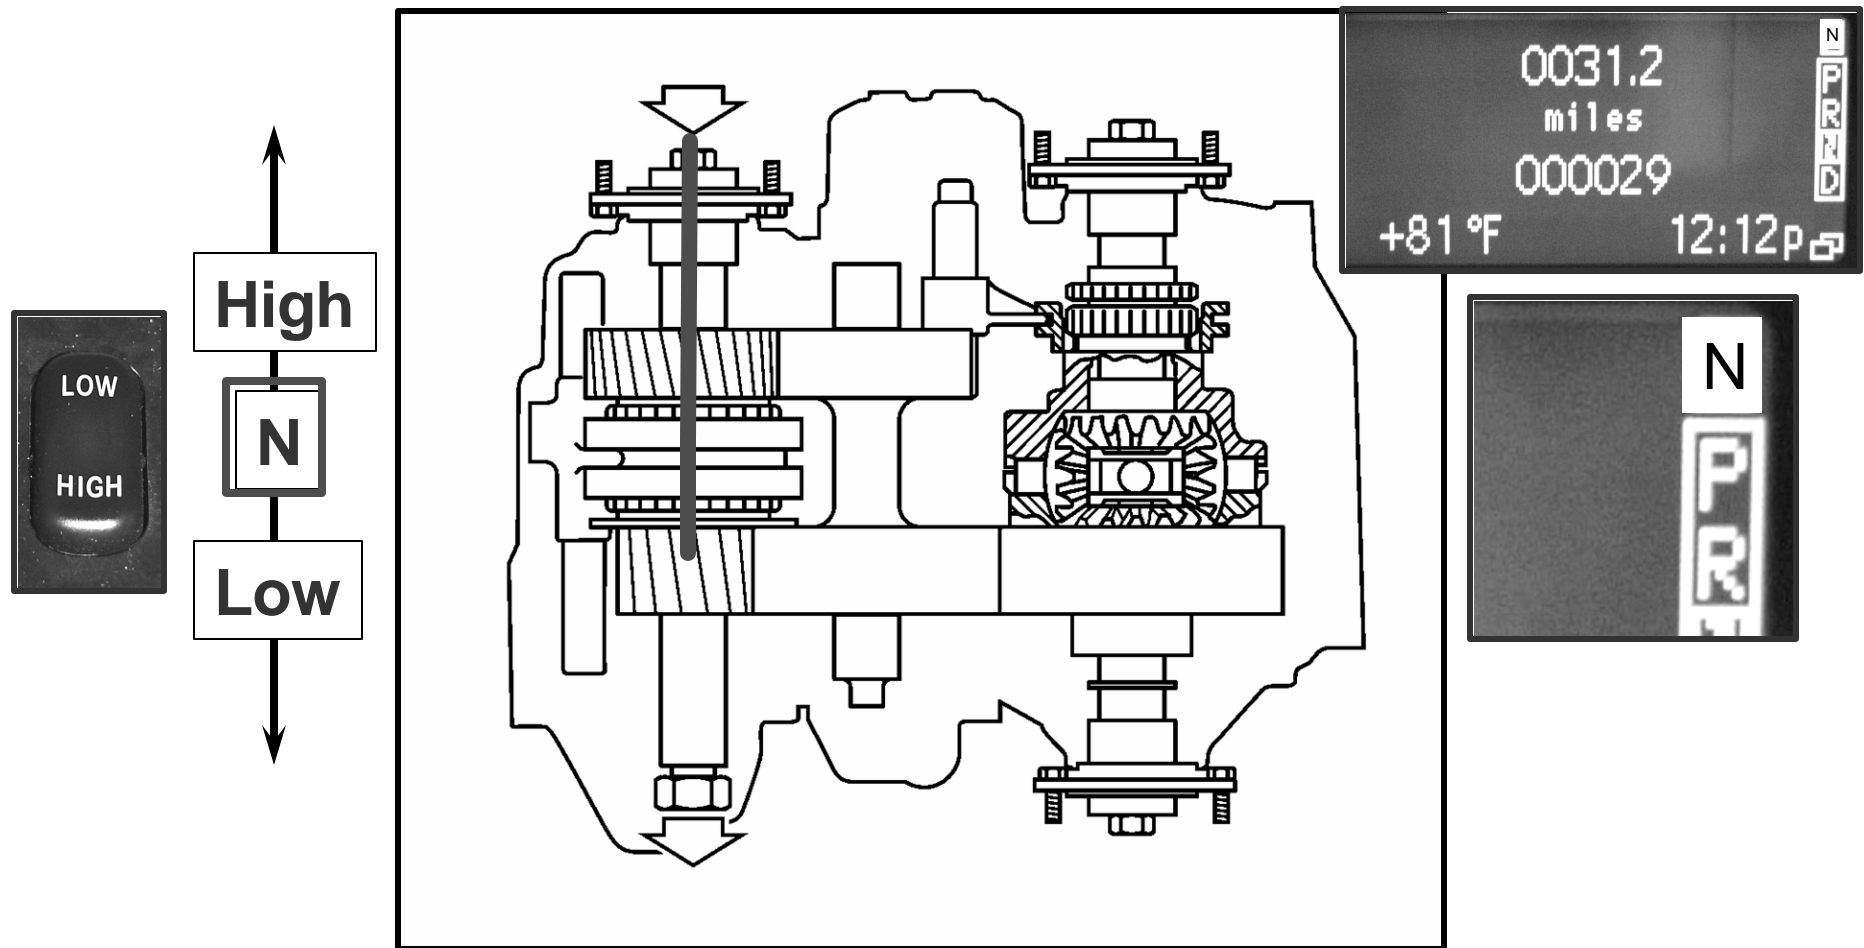 LOW
HIGH
High
N
Low
0031.2
miles
000029
+81 °F
12:12p
N
P
R
N
D
N
P
R